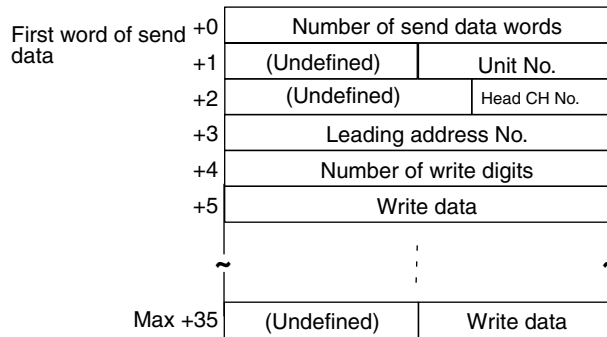 First word of send data
+0 Number of send data words
+1 (Undefined) Unit No.
+2 (Undefined) Head CH No.
+3 Leading address No.
+4 Number of write digits
+5 Write data
~ ~
Max +35 (Undefined) Write data